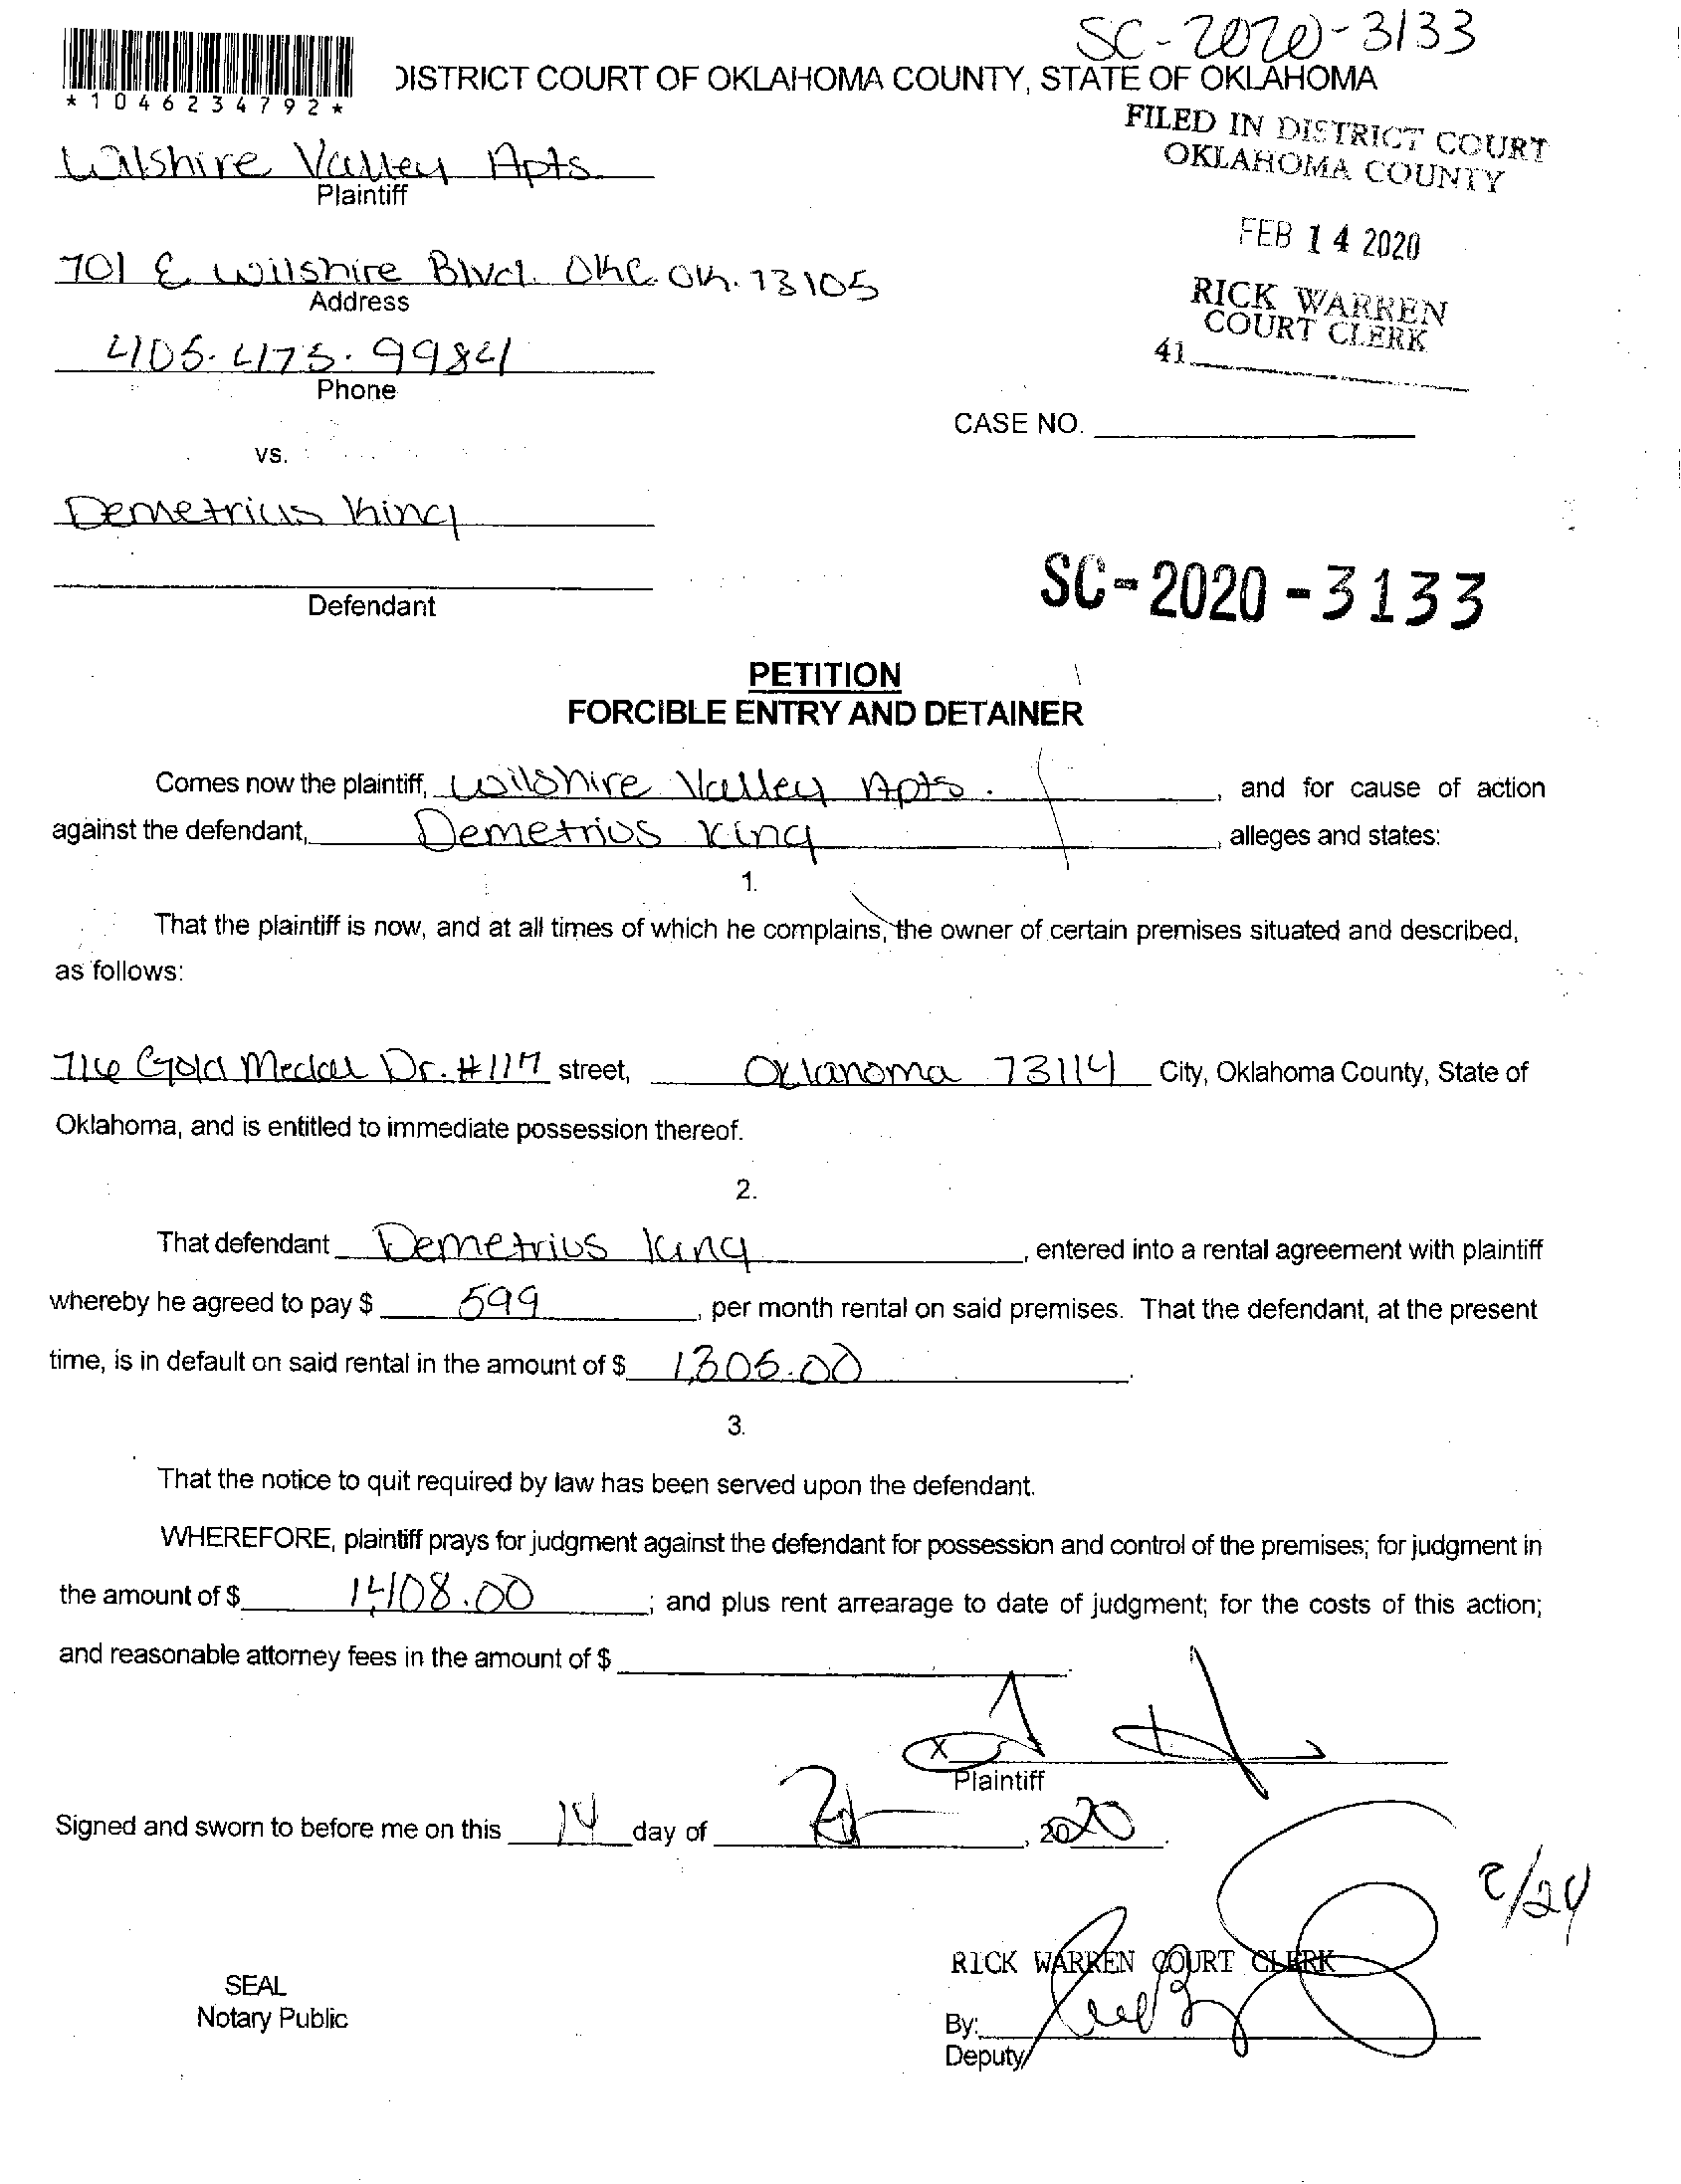 SC-2020-3133
*1046234792*
DISTRICT COURT OF OKLAHOMA COUNTY, STATE OF OKLAHOMA
FILED IN DISTRICT COURT
OKLAHOMA COUNTY
Wilshire Valley Apts.
Plaintiff
FEB 14 2020
701 E Wilshire Blvd. OKC OK. 73105
Address
RICK WARREN
COURT CLERK
41
405.475.9984
Phone
CASE NO.
vs.
Demetrius King
Defendant
SC-2020-3133
PETITION
FORCIBLE ENTRY AND DETAINER
Comes now the plaintiff, Wilshire Valley Apts. , and for cause of action
against the defendant, Demetrius King , alleges and states:
1.
That the plaintiff is now, and at all times of which he complains, the owner of certain premises situated and described,
as follows:
716 Gold Medal Dr. #117 street, Oklahoma 73114 City, Oklahoma County, State of
Oklahoma, and is entitled to immediate possession thereof.
2.
That defendant Demetrius King , entered into a rental agreement with plaintiff
whereby he agreed to pay $ 599 , per month rental on said premises. That the defendant, at the present
time, is in default on said rental in the amount of $ .
3.
That the notice to quit required by law has been served upon the defendant.
WHEREFORE, plaintiff prays for judgment against the defendant for possession and control of the premises; for judgment in
the amount of $ 1,408.00 ; and plus rent arrearage to date of judgment; for the costs of this action;
and reasonable attorney fees in the amount of $ .
X
Plaintiff
Signed and sworn to before me on this 14 day of , 2020 .
2/24
RICK WARREN COURT CLERK
SEAL
Notary Public
By:
Deputy